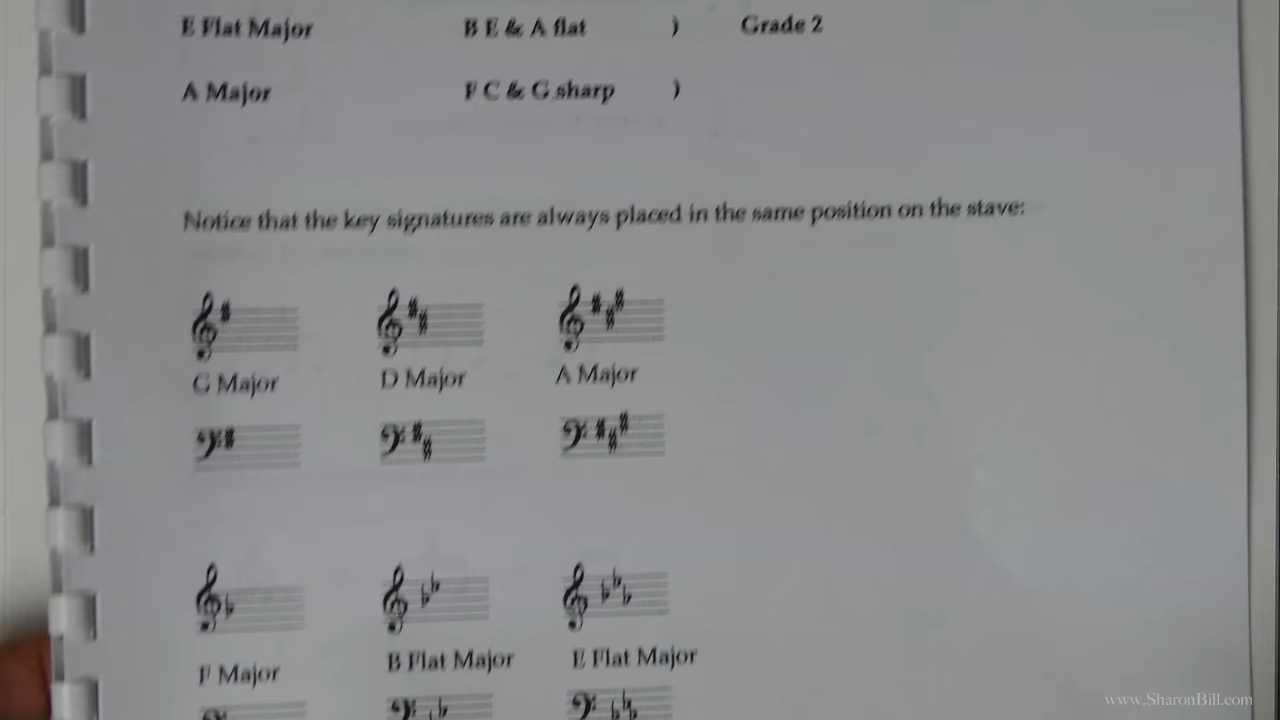 E Flat Major B E & A flat ) Grade 2
A Major F C & G sharp )
Notice that the key signatures are always placed in the same position on the stave:
G Major D Major A Major
F Major B Flat Major E Flat Major
www.SharonBill.com